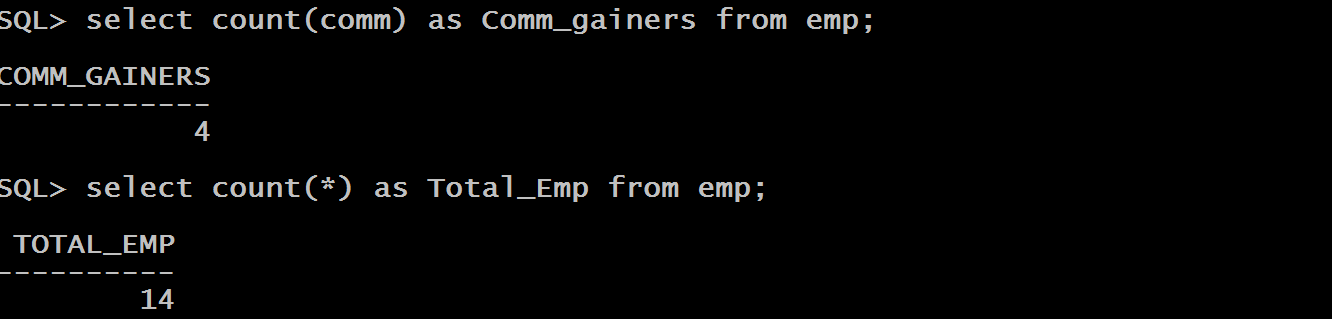 SQL> select count(comm) as Comm_gainers from emp;
COMM_GAINERS
------------
4
SQL> select count(*) as Total_Emp from emp;
TOTAL_EMP
----------
14